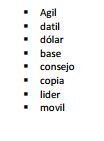 ▪ Agil
▪ datil
▪ dólar
▪ base
▪ consejo
▪ copia
▪ lider
▪ movil